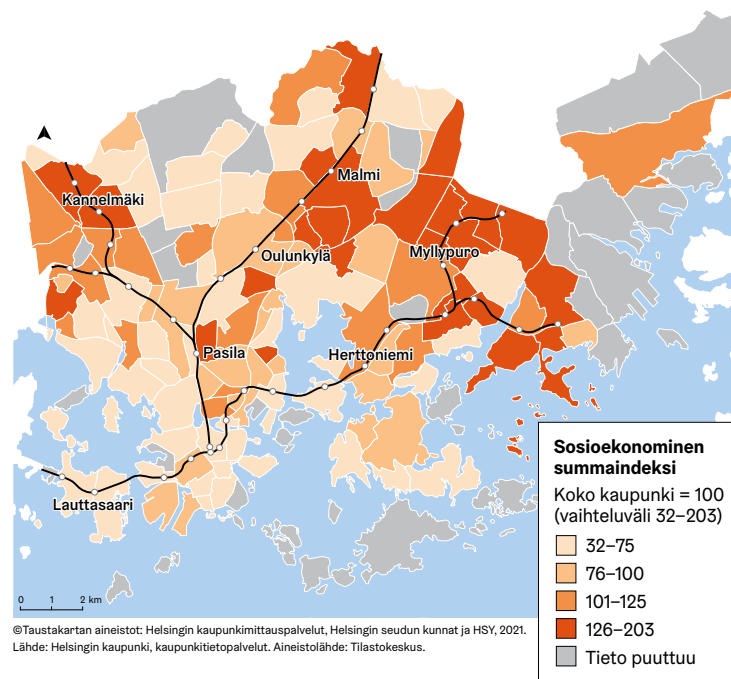 Kannelmäki
Malmi
Oulunkylä
Myllypuro
Pasila
Herttoniemi
Lauttasaari
Sosioekonominen
summaindeksi
Koko kaupunki = 100
(vaihteluväli 32–203)
32–75
76–100
101–125
126–203
Tieto puuttuu
0 1 2 km
©Taustakartan aineistot: Helsingin kaupunkimittauspalvelut, Helsingin seudun kunnat ja HSY, 2021.
Lähde: Helsingin kaupunki, kaupunkitietopalvelut. Aineistolähde: Tilastokeskus.